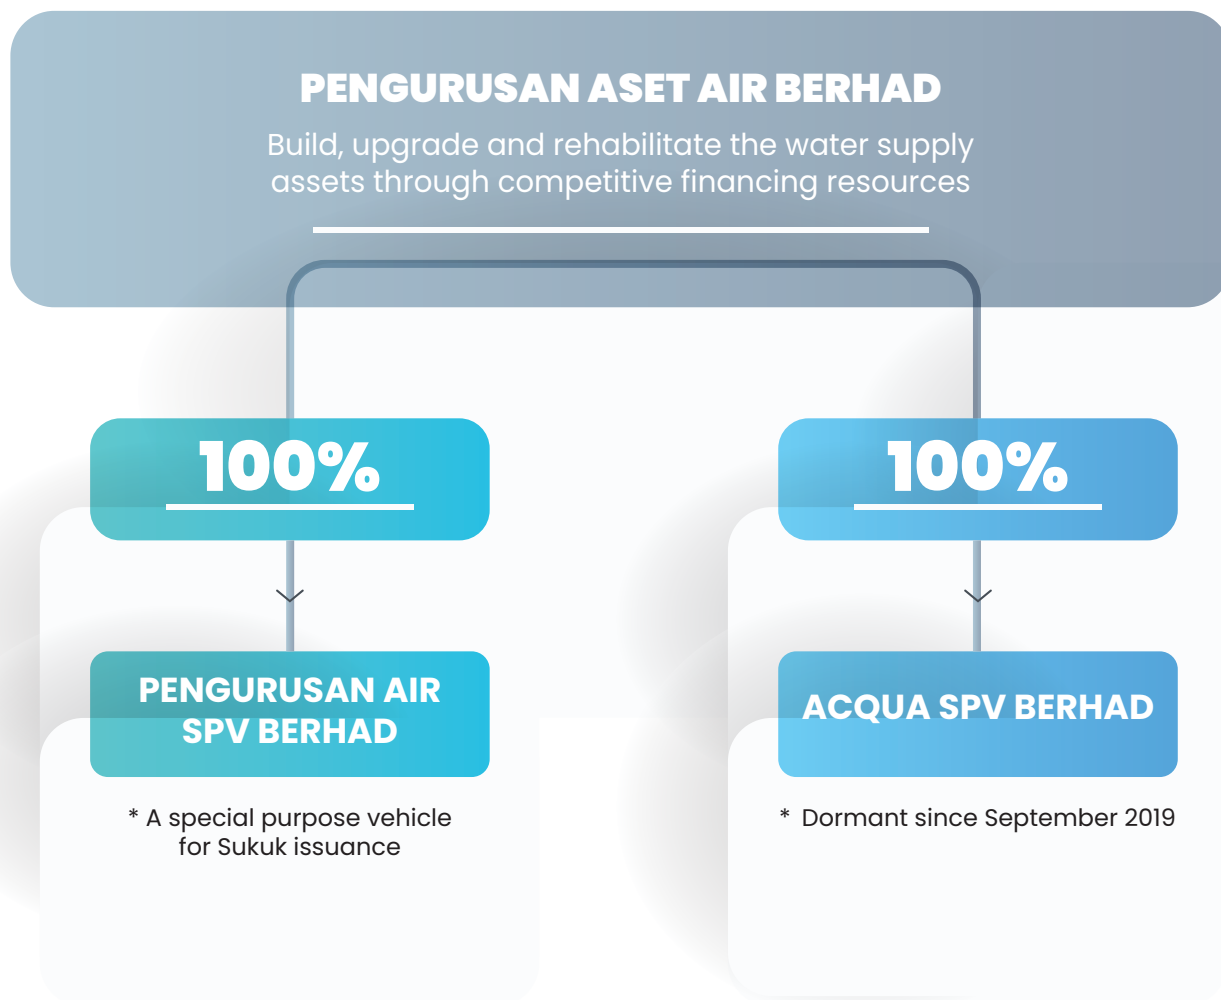 PENGURUSAN ASET AIR BERHAD
Build, upgrade and rehabilitate the water supply
assets through competitive financing resources
100%
100%
PENGURUSAN AIR
SPV BERHAD
ACQUA SPV BERHAD
* A special purpose vehicle
for Sukuk issuance
* Dormant since September 2019